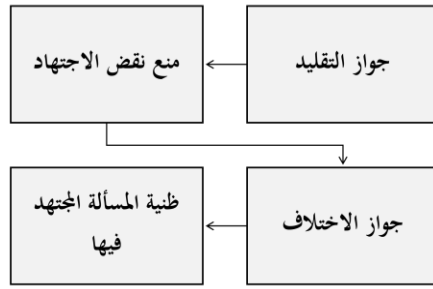 جواز التقليد
منع نقض الاجتهاد
جواز الاختلاف
ظنية المسألة المجتهد
فيها